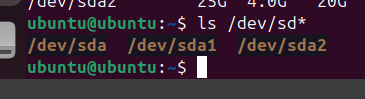 /dev/sda2 25G 4.0G 20G
ubuntu@ubuntu:~$ ls /dev/sd*
/dev/sda /dev/sda1 /dev/sda2
ubuntu@ubuntu:~$